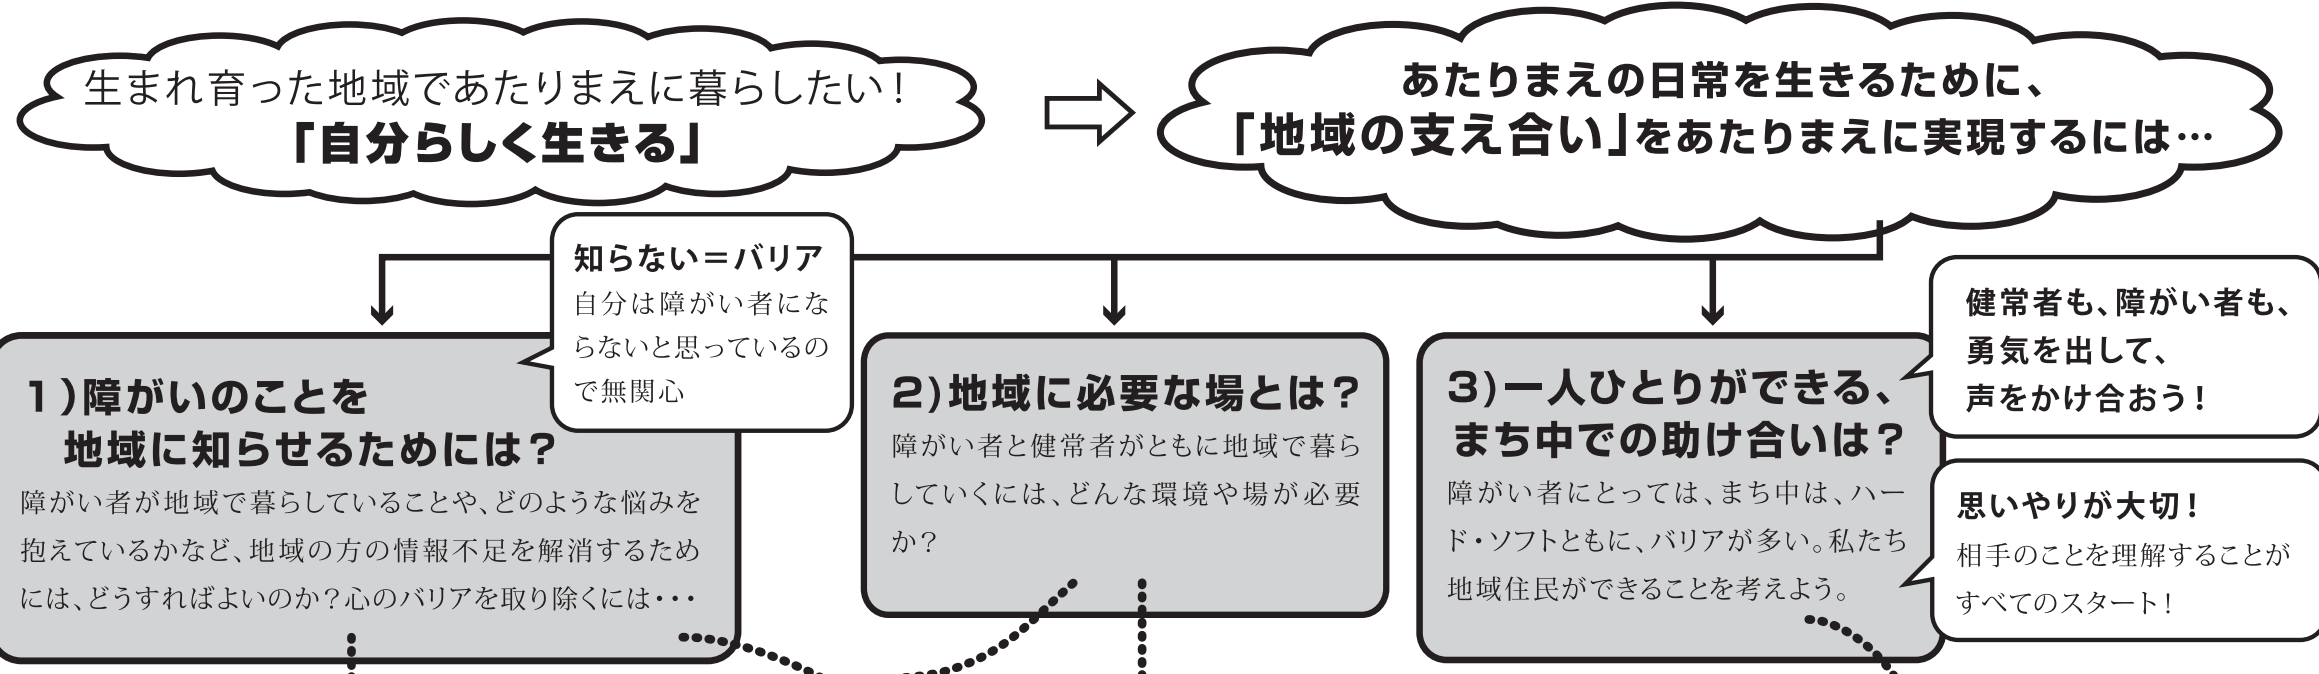 生まれ育った地域であたりまえに暮らしたい！
「自分らしく生きる」
あたりまえの日常を生きるために、
「地域の支え合い」をあたりまえに実現するには…
知らない＝バリア
自分は障がい者にな
らないと思っているの
で無関心
1）障がいのことを
地域に知らせるためには？
障がい者が地域で暮らしていることや、どのような悩みを
抱えているかなど、地域の方の情報不足を解消するため
には、どうすればよいのか？心のバリアを取り除くには・・・
2）地域に必要な場とは？
障がい者と健常者がともに地域で暮ら
していくには、どんな環境や場が必要
か？
3）一人ひとりができる、
まち中での助け合いは？
障がい者にとっては、まち中は、ハー
ド・ソフトともに、バリアが多い。私たち
地域住民ができることを考えよう。
健常者も、障がい者も、
勇気を出して、
声をかけ合おう！
思いやりが大切！
相手のことを理解することが
すべてのスタート！